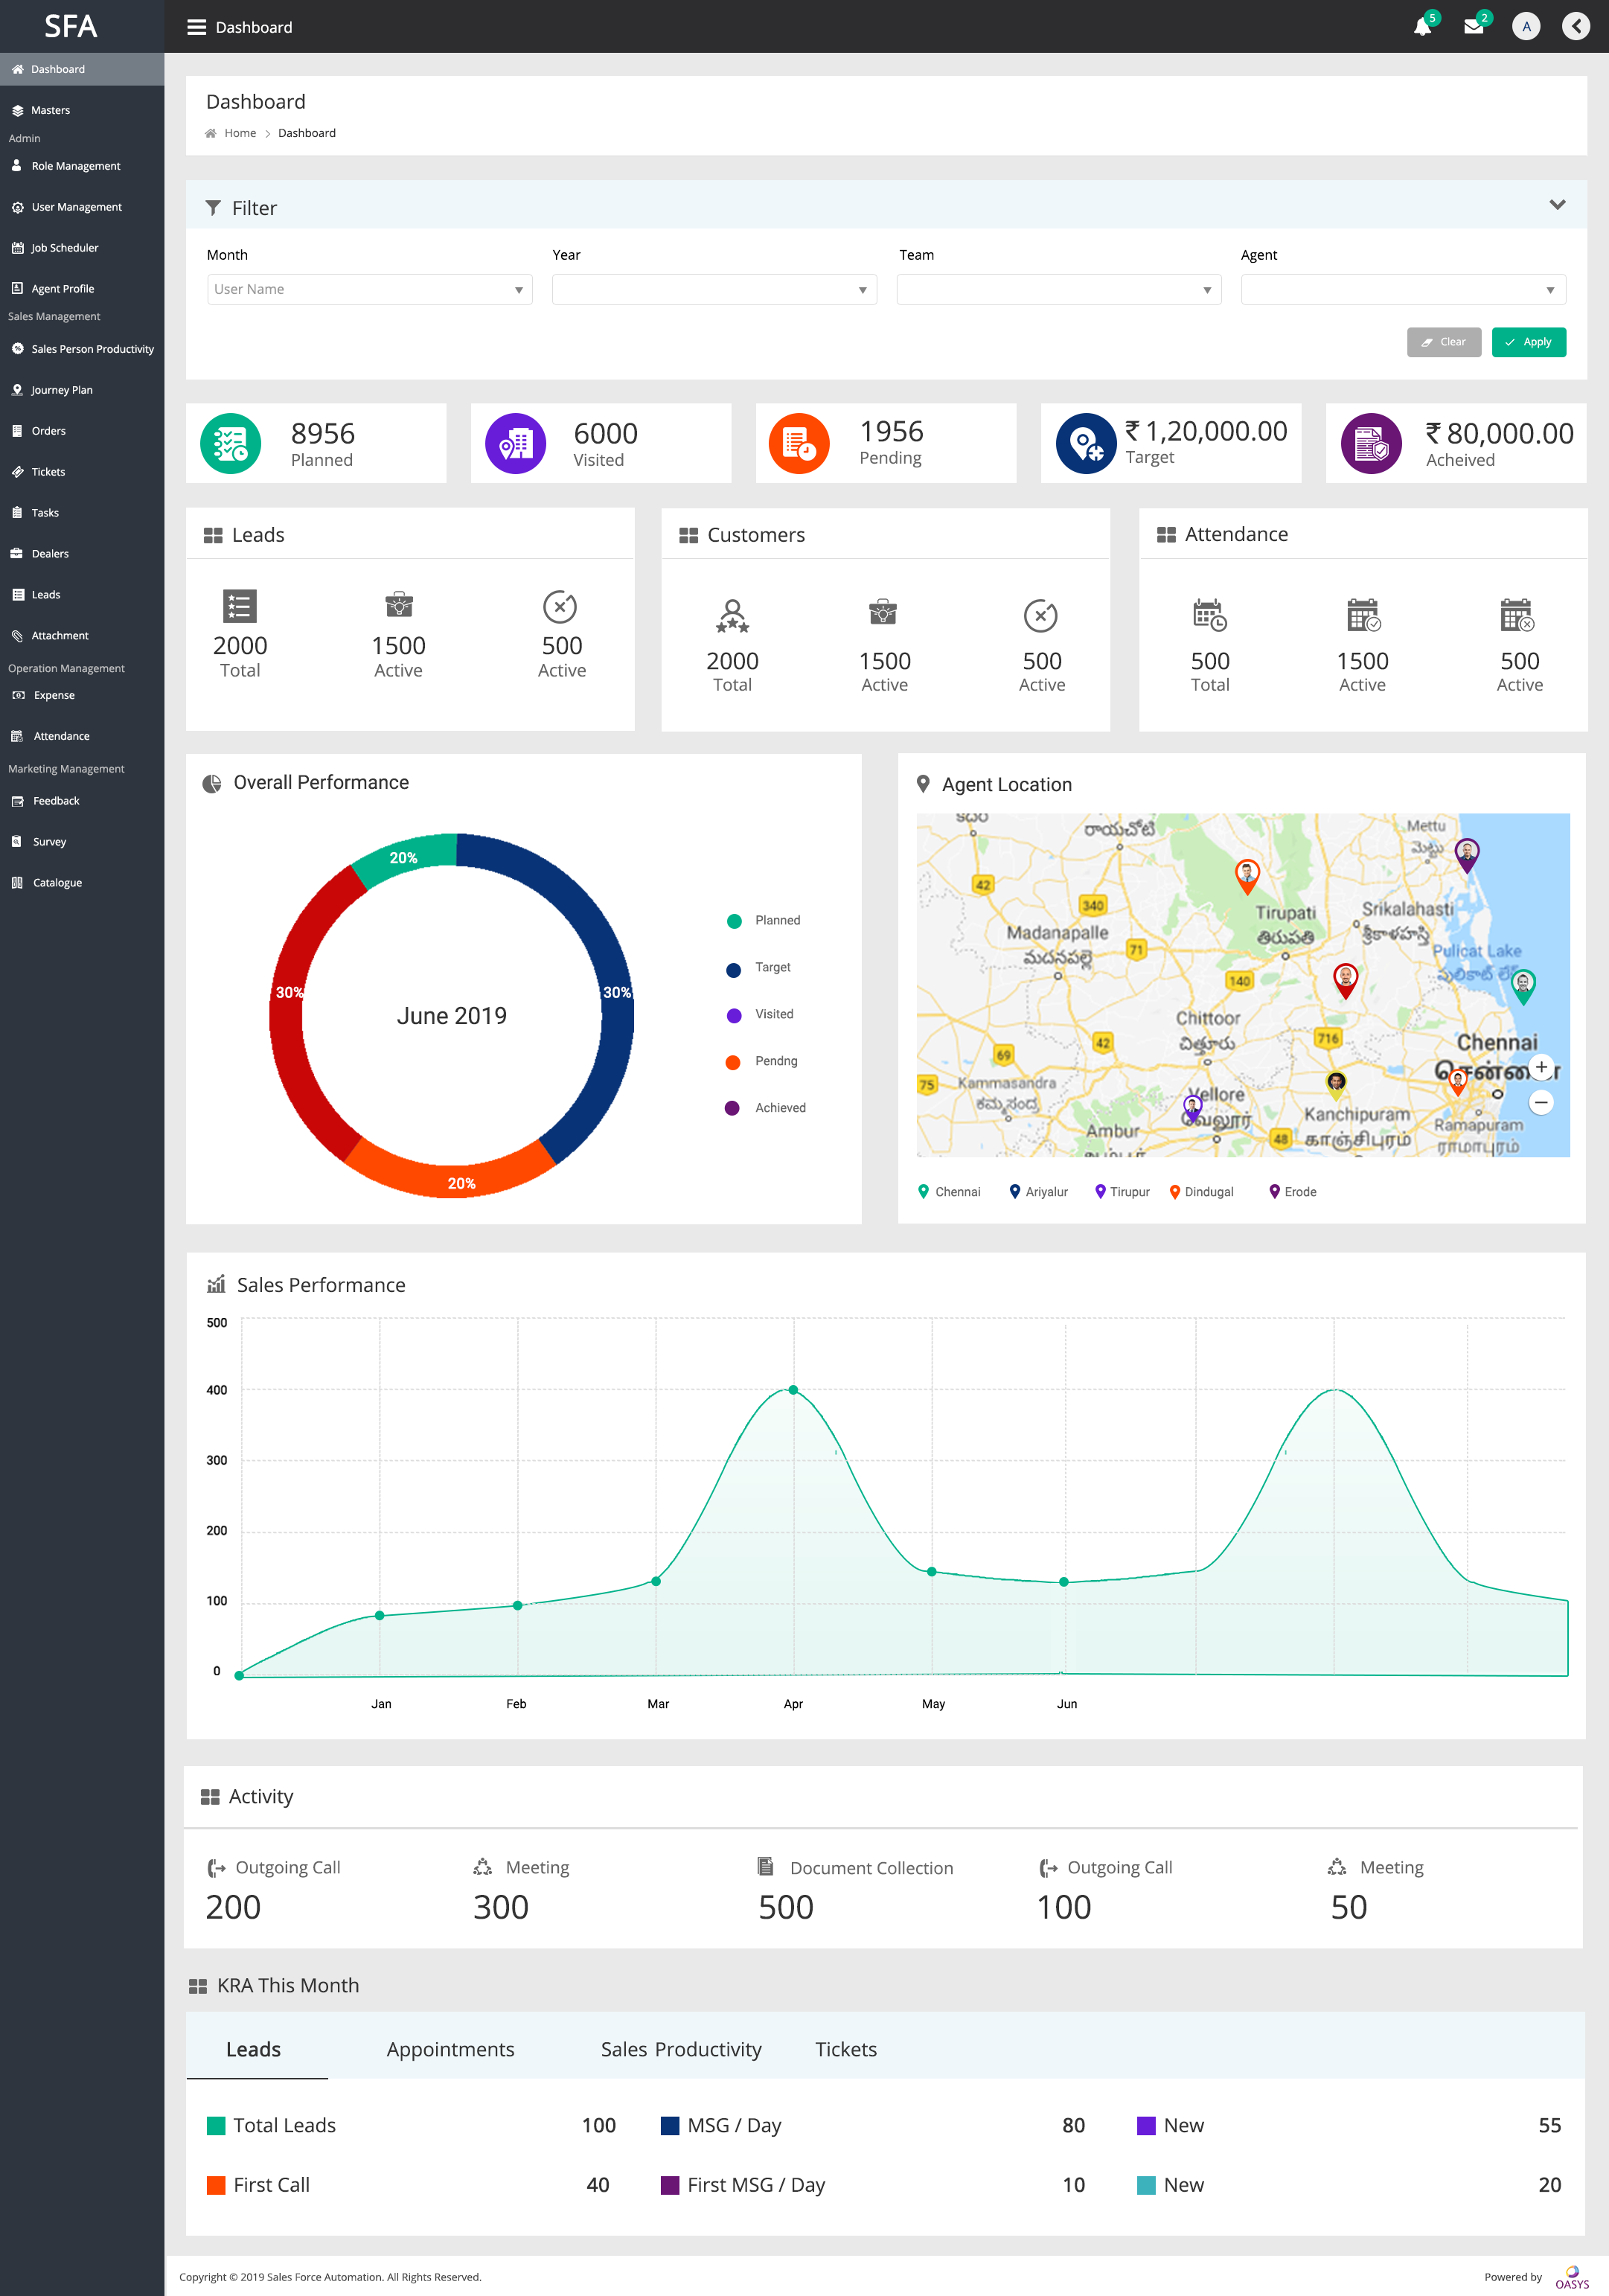 SFA
Dashboard
5
2
A
Dashboard
Masters
Admin
Role Management
User Management
Job Scheduler
Agent Profile
Sales Management
Sales Person Productivity
Journey Plan
Orders
Tickets
Tasks
Dealers
Leads
Attachment
Operation Management
Expense
Attendance
Marketing Management
Feedback
Survey
Catalogue
Dashboard
Home > Dashboard
Filter
Month
Year
Team
Agent
User Name
Clear
Apply
8956
Planned
6000
Visited
1956
Pending
₹ 1,20,000.00
Target
₹ 80,000.00
Acheived
Leads
2000
Total
1500
Active
500
Active
Customers
2000
Total
1500
Active
500
Active
Attendance
500
Total
1500
Active
500
Active
Overall Performance
20%
30%
30%
20%
June 2019
Planned
Target
Visited
Pendng
Achieved
Agent Location
రాయచోటి
Mettu
மெட்டு
42
340
Tirupati
తిరుపతి
Srikalahasti
శ్రీకాళహస్తి
Madanapalle
మదనపల్లె
71
Pulicat Lake
140
Chittoor
చిత్తూరు
716
Chennai
42
69
75
Kammasandra
Vellore
வேலூர்
Kanchipuram
காஞ்சிபுரம்
Ramapuram
ராமாபுரம்
Ambur
48
+
−
Chennai
Ariyalur
Tirupur
Dindugal
Erode
Sales Performance
500
400
300
200
100
0
Jan
Feb
Mar
Apr
May
Jun
Activity
Outgoing Call
200
Meeting
300
Document Collection
500
Outgoing Call
100
Meeting
50
KRA This Month
Leads
Appointments
Sales Productivity
Tickets
Total Leads 100
MSG / Day 80
New 55
First Call 40
First MSG / Day 10
New 20
Copyright © 2019 Sales Force Automation. All Rights Reserved.
Powered by
OASYS